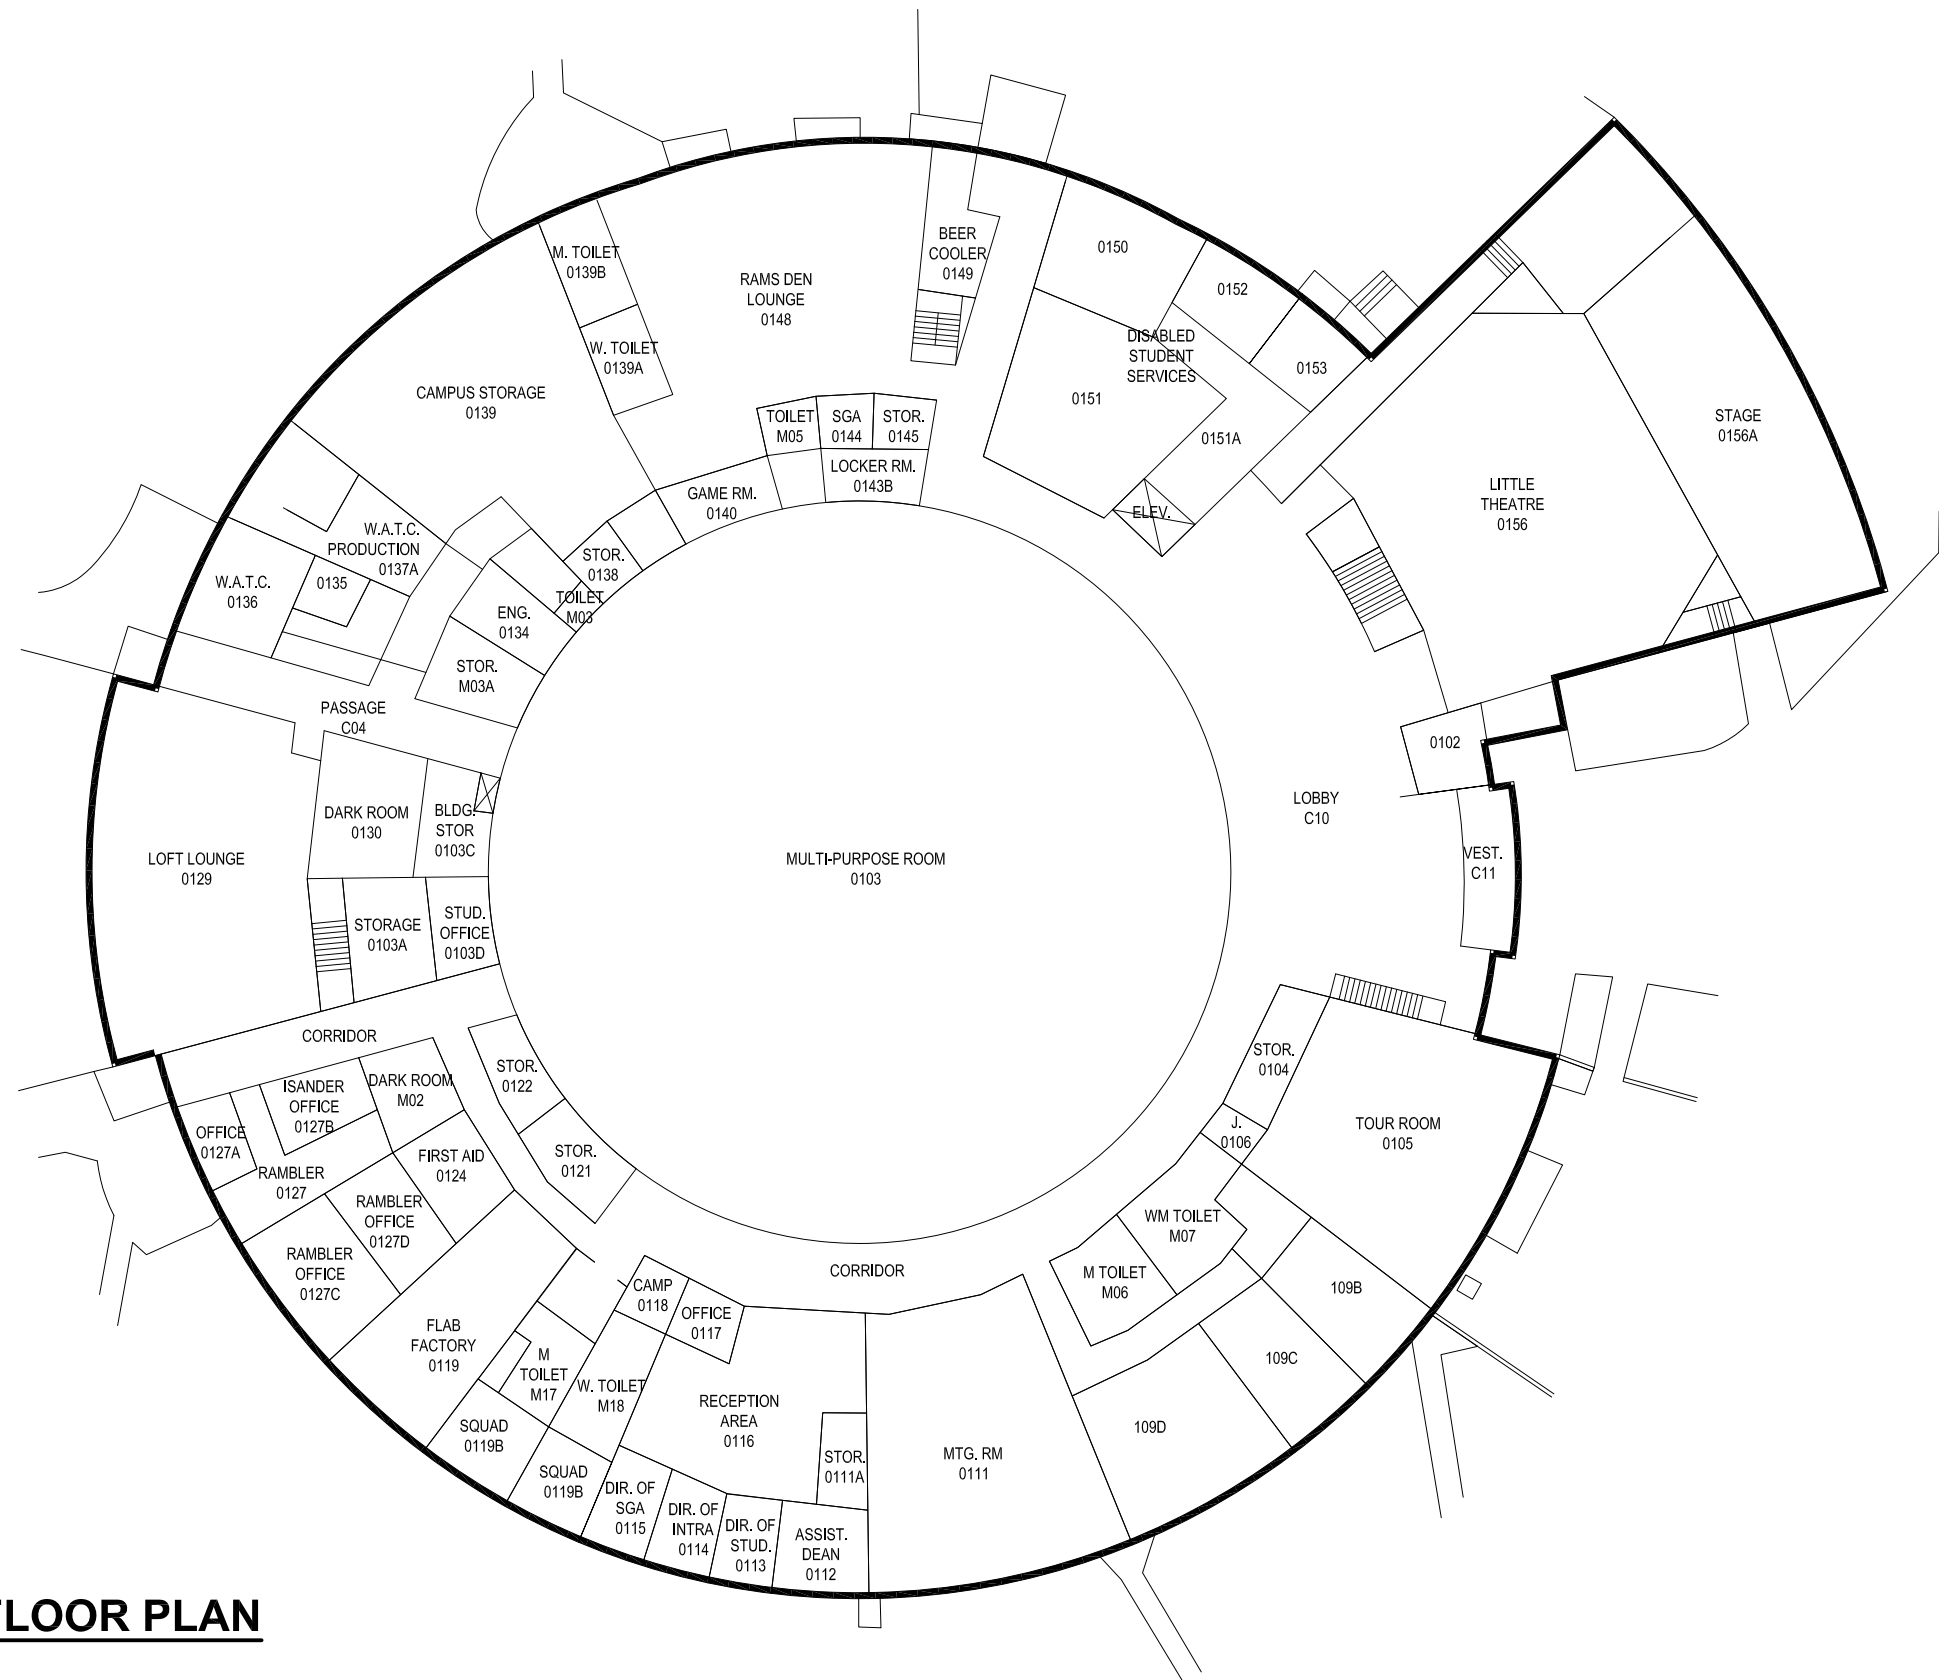 M. TOILET
0139B
W. TOILET
0139A
RAMS DEN
LOUNGE
0148
BEER
COOLER
0149
0150
0152
0153
DISABLED
STUDENT
SERVICES
0151
0151A
ELEV.
CAMPUS STORAGE
0139
TOILET
M05
SGA
0144
STOR.
0145
LOCKER RM.
0143B
GAME RM.
0140
STOR.
0138
TOILET
M03
STAGE
0156A
LITTLE
THEATRE
0156
W.A.T.C.
PRODUCTION
0137A
W.A.T.C.
0136
0135
ENG.
0134
STOR.
M03A
PASSAGE
C04
0102
LOBBY
C10
VEST.
C11
DARK ROOM
0130
BLDG.
STOR
0103C
LOFT LOUNGE
0129
MULTI-PURPOSE ROOM
0103
STORAGE
0103A
STUD.
OFFICE
0103D
CORRIDOR
STOR.
0122
STOR.
0121
ISANDER
OFFICE
0127B
DARK ROOM
M02
OFFICE
0127A
RAMBLER
0127
FIRST AID
0124
RAMBLER
OFFICE
0127D
RAMBLER
OFFICE
0127C
STOR.
0104
J.
0106
TOUR ROOM
0105
WM TOILET
M07
M TOILET
M06
109B
109C
109D
CORRIDOR
CAMP
0118
OFFICE
0117
FLAB
FACTORY
0119
M
TOILET
M17
W. TOILET
M18
RECEPTION
AREA
0116
SQUAD
0119B
SQUAD
0119B
STOR.
0111A
MTG. RM
0111
DIR. OF
SGA
0115
DIR. OF
INTRA
0114
DIR. OF
STUD.
0113
ASSIST.
DEAN
0112
FLOOR PLAN